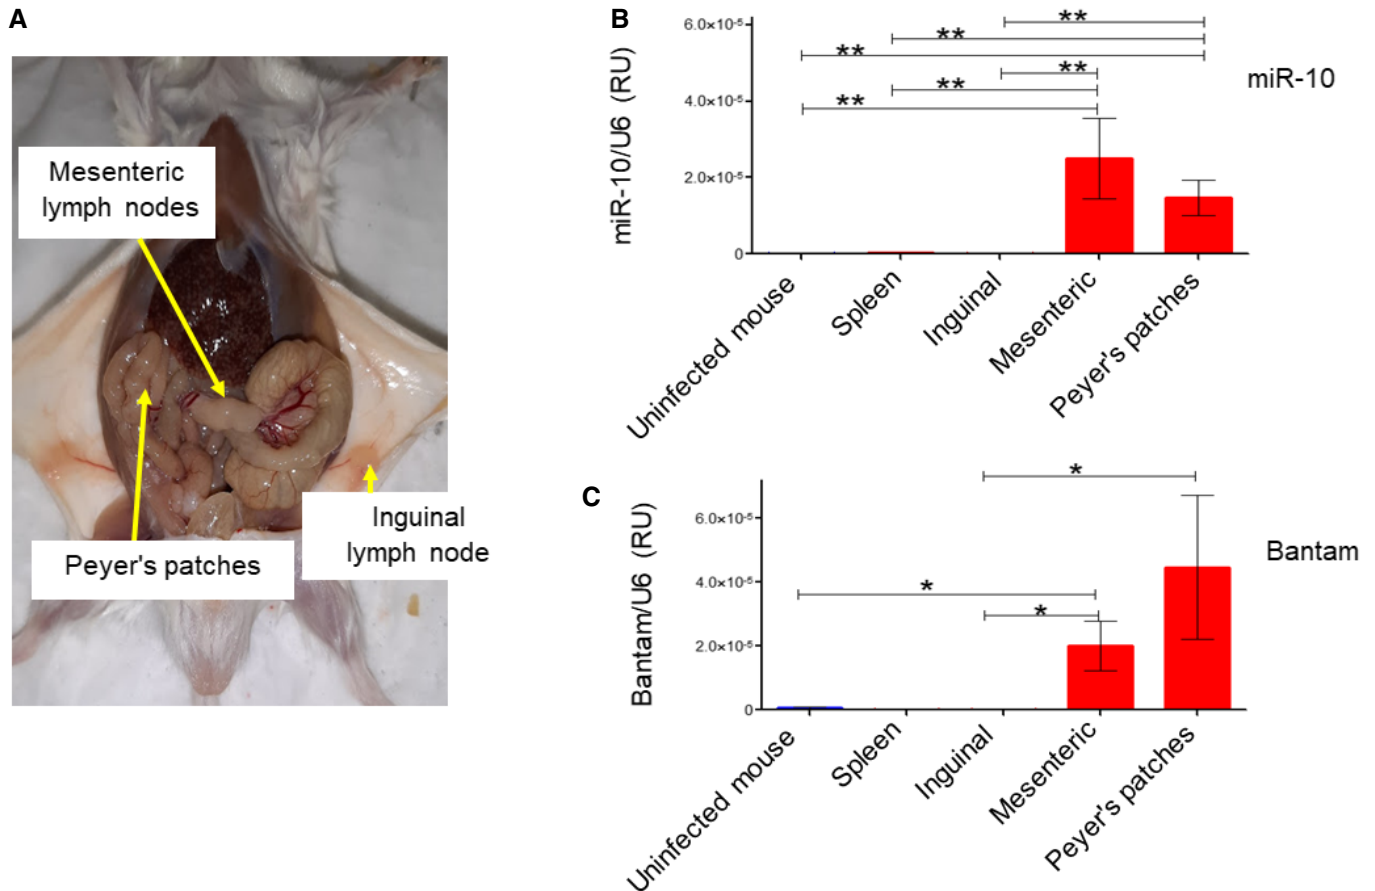 A
Mesenteric
lymph nodes
Peyer's patches
Inguinal
lymph node
B
miR-10/U6 (RU)
6.0×10⁻⁵
4.0×10⁻⁵
2.0×10⁻⁵
0
**
**
**
**
**
**
miR-10
Uninfected mouse
Spleen
Inguinal
Mesenteric
Peyer's patches
C
Bantam/U6 (RU)
6.0×10⁻⁵
4.0×10⁻⁵
2.0×10⁻⁵
0
*
*
*
Bantam
Uninfected mouse
Spleen
Inguinal
Mesenteric
Peyer's patches